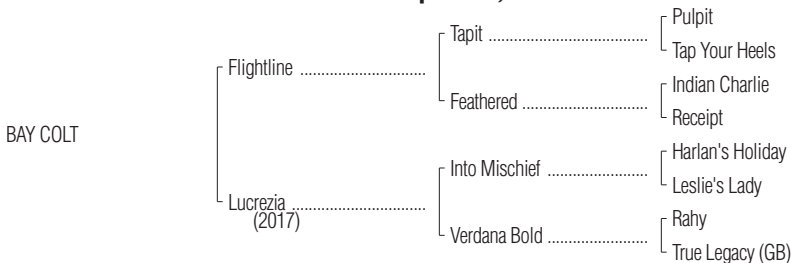 Pulpit
Tapit
Tap Your Heels
Flightline
Indian Charlie
Feathered
Receipt
BAY COLT
Harlan's Holiday
Into Mischief
Leslie's Lady
Lucrezia
(2017)
Rahy
Verdana Bold
True Legacy (GB)